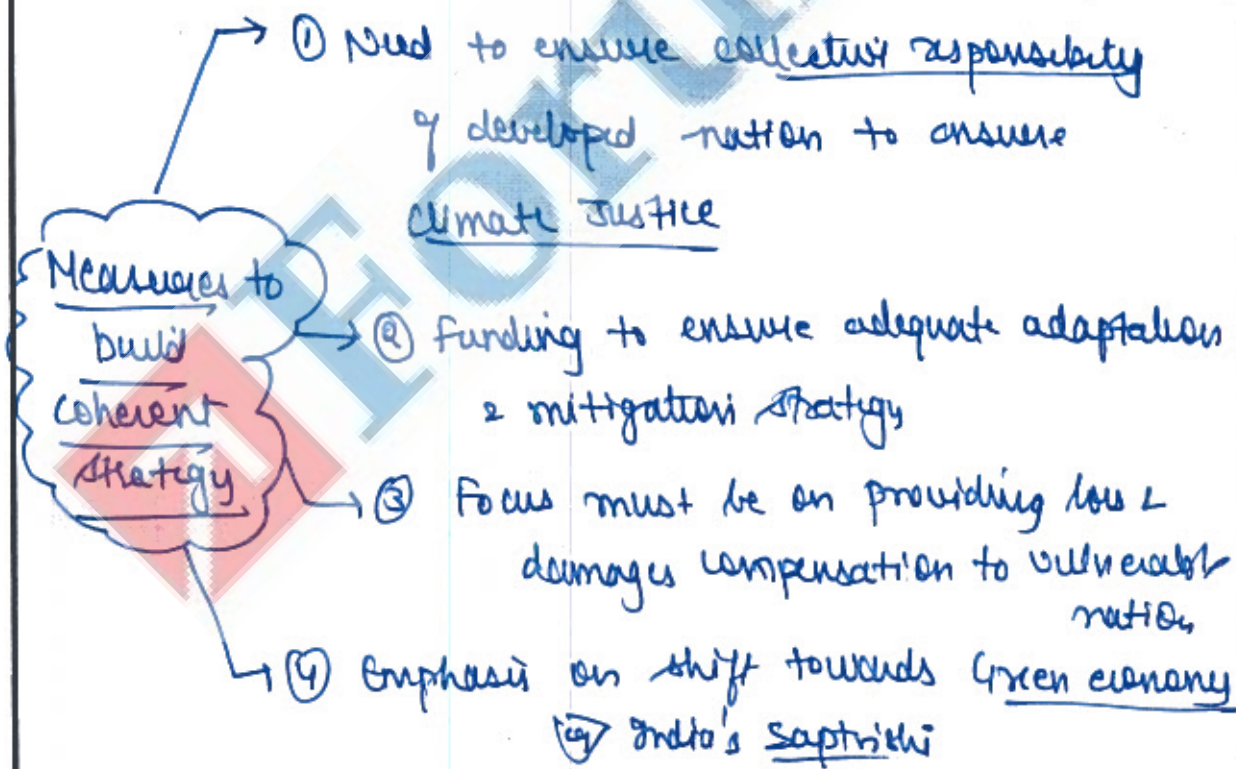 ① Need to ensure collective responsibility
of developed nation to ensure
climate Justice
Measures to
build
coherent
strategy
② Funding to ensure adequate adaptation
& mitigation strategy
③ Focus must be on providing loss &
damages compensation to vulnerable
nation
④ Emphasis on shift towards Green economy
eg India's Saptrishi